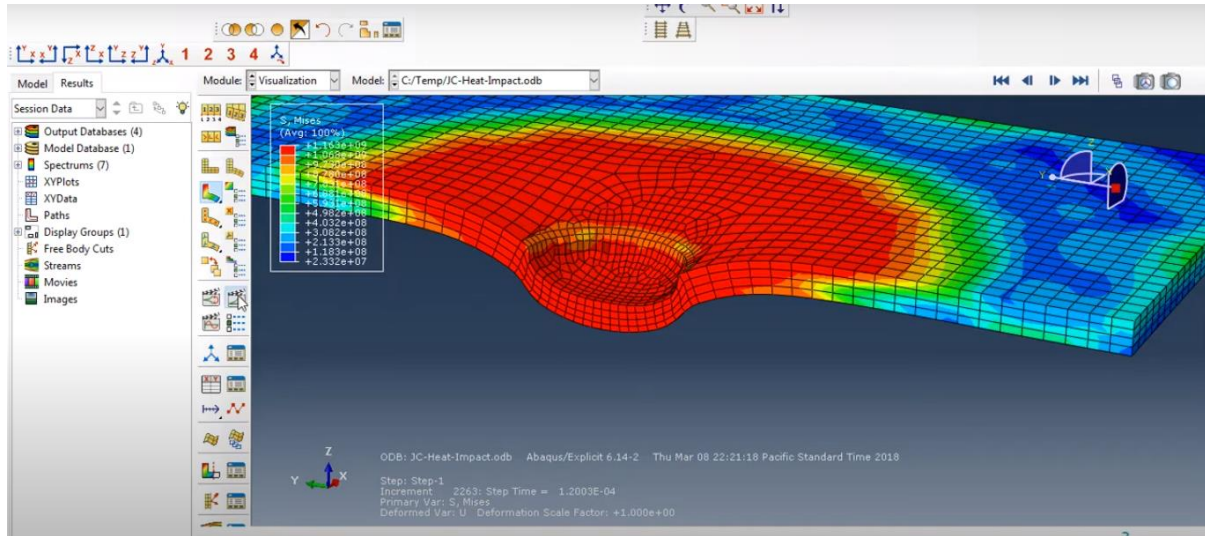 1 2 3 4
Model Results
Module: Visualization Model: C:/Temp/JC-Heat-Impact.odb
Session Data
Output Databases (4)
Model Database (1)
Spectrums (7)
XYPlots
XYData
Paths
Display Groups (1)
Free Body Cuts
Streams
Movies
Images
S, Mises
(Avg: 100%)
+1.163e+09
+1.068e+09
+4.982e+08
+4.032e+08
+3.082e+08
+2.133e+08
+1.183e+08
+2.332e+07
Z
Y
Z
Y X
ODB: JC-Heat-Impact.odb Abaqus/Explicit 6.14-2 Thu Mar 08 22:21:18 Pacific Standard Time 2018
Step: Step-1
Increment 2263: Step Time = 1.2003E-04
Primary Var: S, Mises
Deformed Var: U Deformation Scale Factor: +1.000e+00